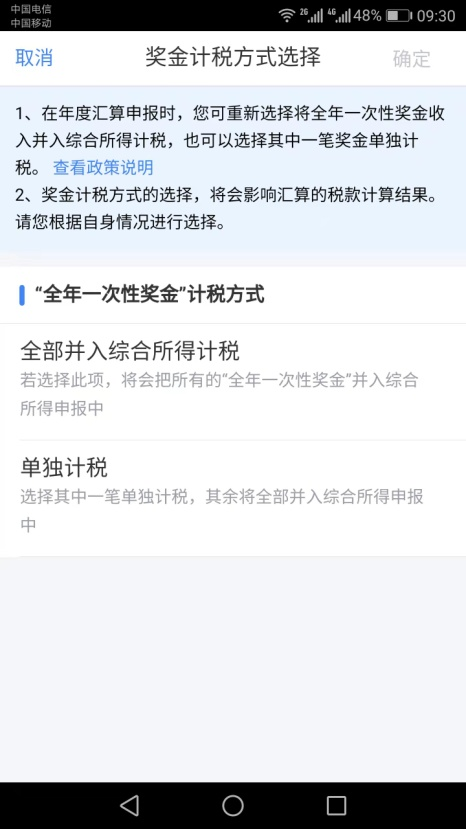 中国电信
中国移动
2G 4G 48% 09:30
取消 奖金计税方式选择 确定
1、在年度汇算申报时，您可重新选择将全年一次性奖金收
入并入综合所得计税，也可以选择其中一笔奖金单独计
税。 查看政策说明
2、奖金计税方式的选择，将会影响汇算的税款计算结果。
请您根据自身情况进行选择。
“全年一次性奖金”计税方式
全部并入综合所得计税
若选择此项，将会把所有的“全年一次性奖金”并入综合
所得申报中
单独计税
选择其中一笔单独计税，其余将全部并入综合所得申报
中